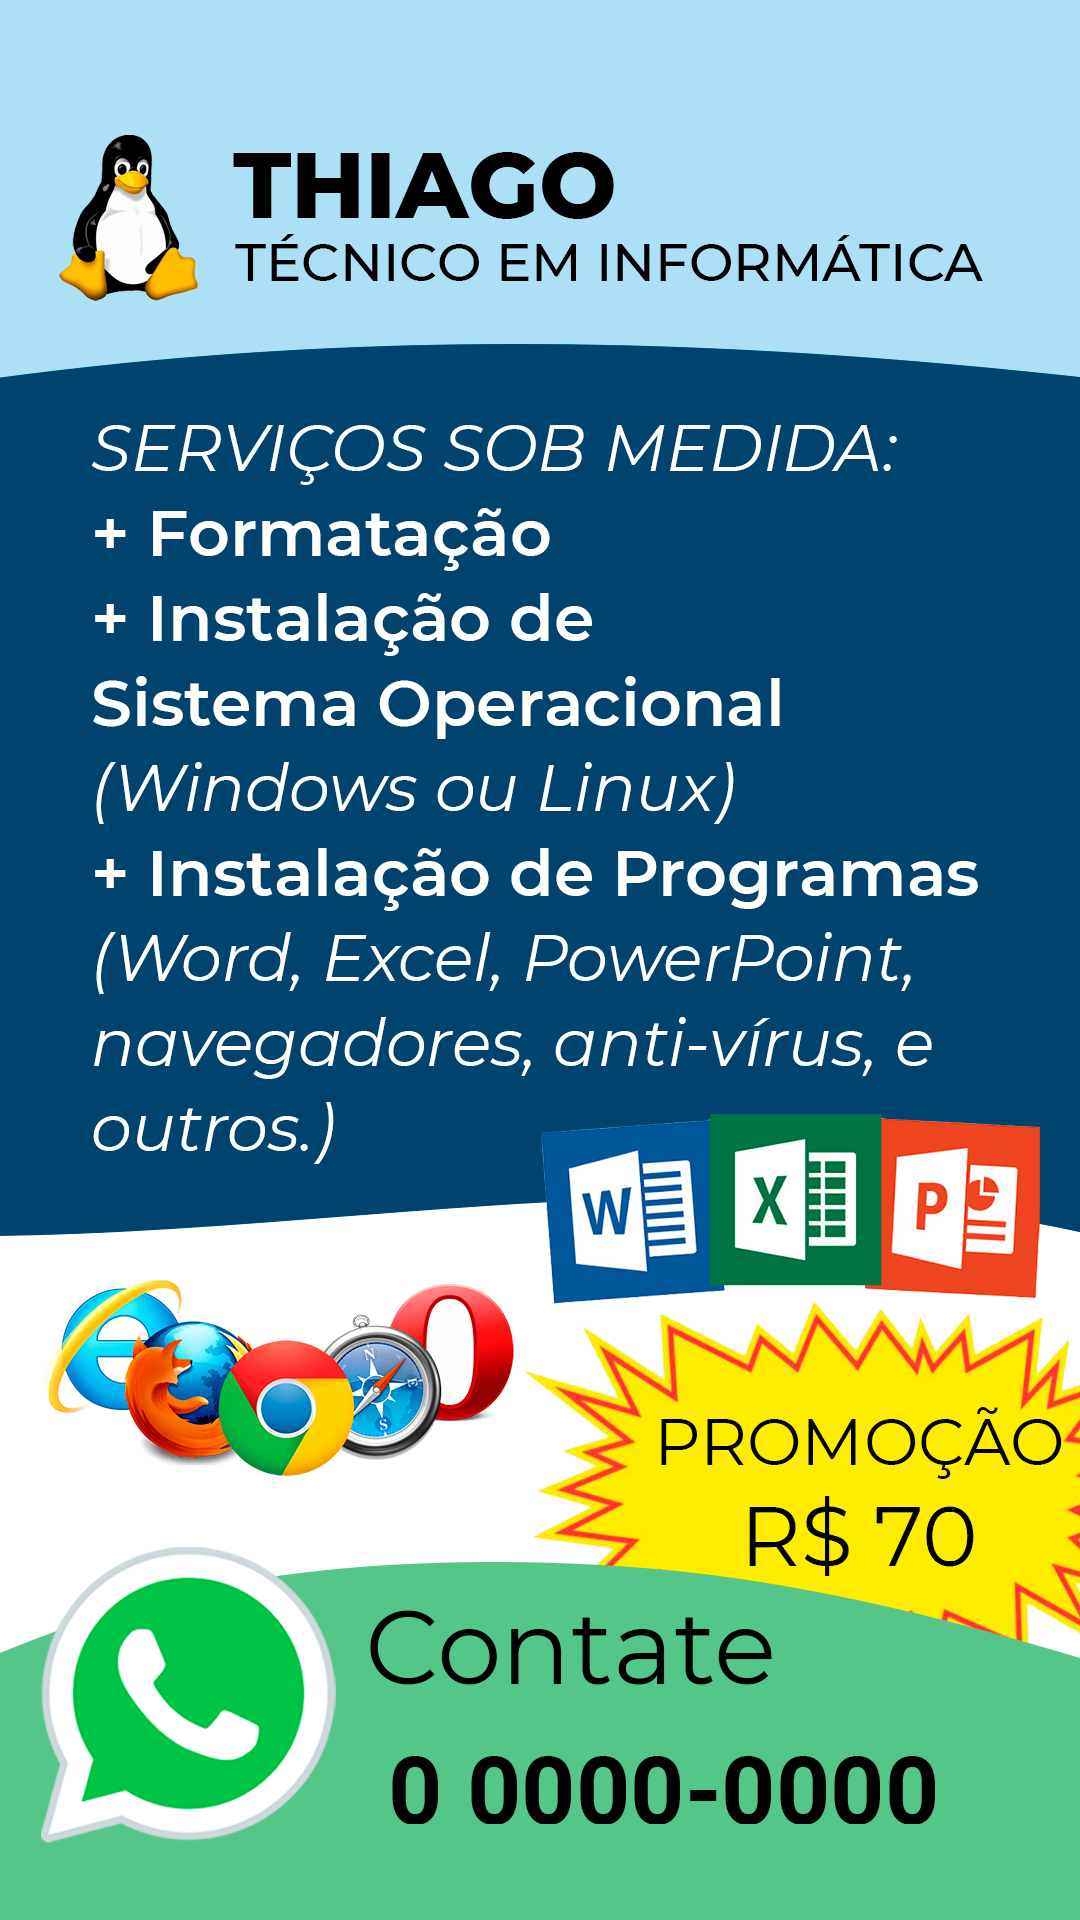 THIAGO
TÉCNICO EM INFORMÁTICA
SERVIÇOS SOB MEDIDA:
+ Formatação
+ Instalação de
Sistema Operacional
(Windows ou Linux)
+ Instalação de Programas
(Word, Excel, PowerPoint,
navegadores, anti-vírus, e
outros.)
W X P
N E S
PROMOÇÃO
R$ 70
Contate
0 0000-0000